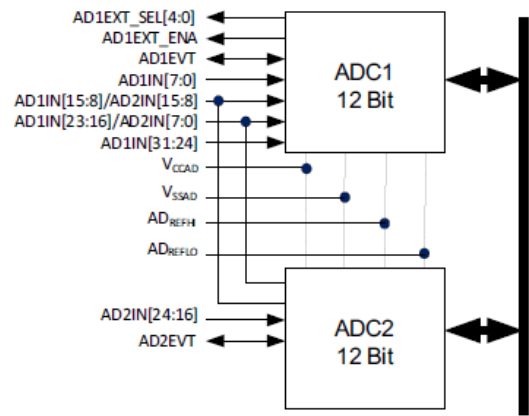 AD1EXT_SEL[4:0]
AD1EXT_ENA
AD1EVT
AD1IN[7:0]
AD1IN[15:8]/AD2IN[15:8]
AD1IN[23:16]/AD2IN[7:0]
AD1IN[31:24]
VCCAD
VSSAD
ADREFHI
ADREFLO
AD2IN[24:16]
AD2EVT
ADC1
12 Bit
ADC2
12 Bit